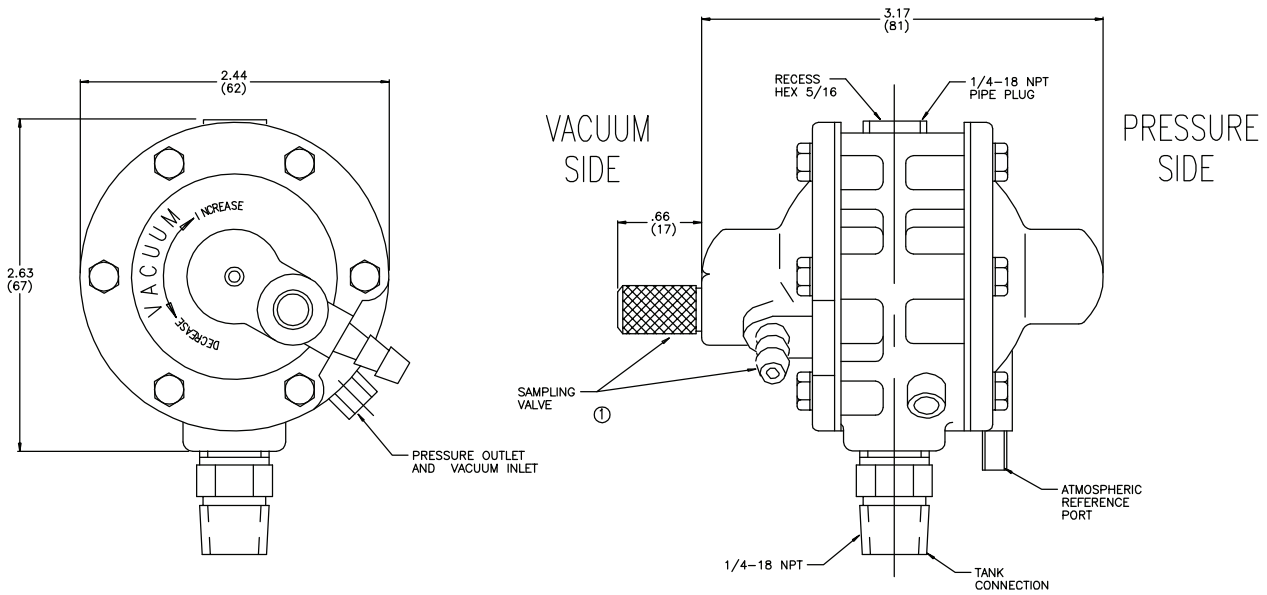 3.17
(81)
2.44
(62)
RECESS
HEX 5/16
1/4-18 NPT
PIPE PLUG
VACUUM
SIDE
PRESSURE
SIDE
VACUUM
INCREASE
DECREASE
.66
(17)
2.63
(67)
SAMPLING
VALVE
1
PRESSURE OUTLET
AND VACUUM INLET
ATMOSPHERIC
REFERENCE
PORT
1/4-18 NPT
TANK
CONNECTION